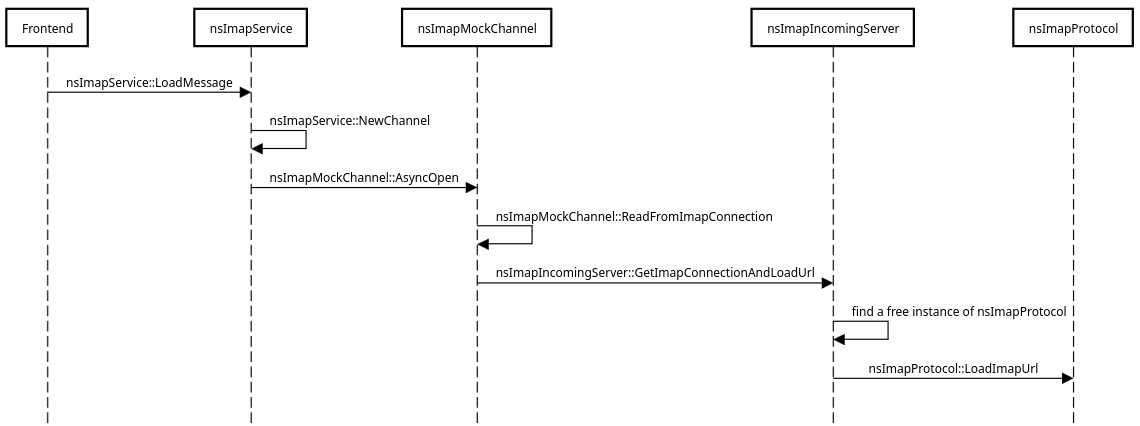 Frontend
nsImapService
nsImapMockChannel
nsImapIncomingServer
nsImapProtocol
nsImapService::LoadMessage
nsImapService::NewChannel
nsImapMockChannel::AsyncOpen
nsImapMockChannel::ReadFromImapConnection
nsImapIncomingServer::GetImapConnectionAndLoadUrl
find a free instance of nsImapProtocol
nsImapProtocol::LoadImapUrl